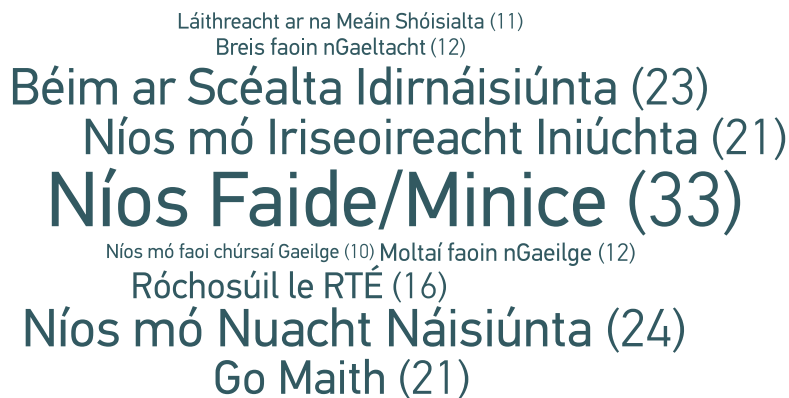 Láithreacht ar na Meáin Shóisialta (11)
Breis faoin nGaeltacht (12)
Béim ar Scéalta Idirnáisiúnta (23)
Níos mó Iriseoireacht Iniúchta (21)
Níos Faide/Minice (33)
Níos mó faoi chúrsaí Gaeilge (10) Moltaí faoin nGaeilge (12)
Róchosúil le RTÉ (16)
Níos mó Nuacht Náisiúnta (24)
Go Maith (21)